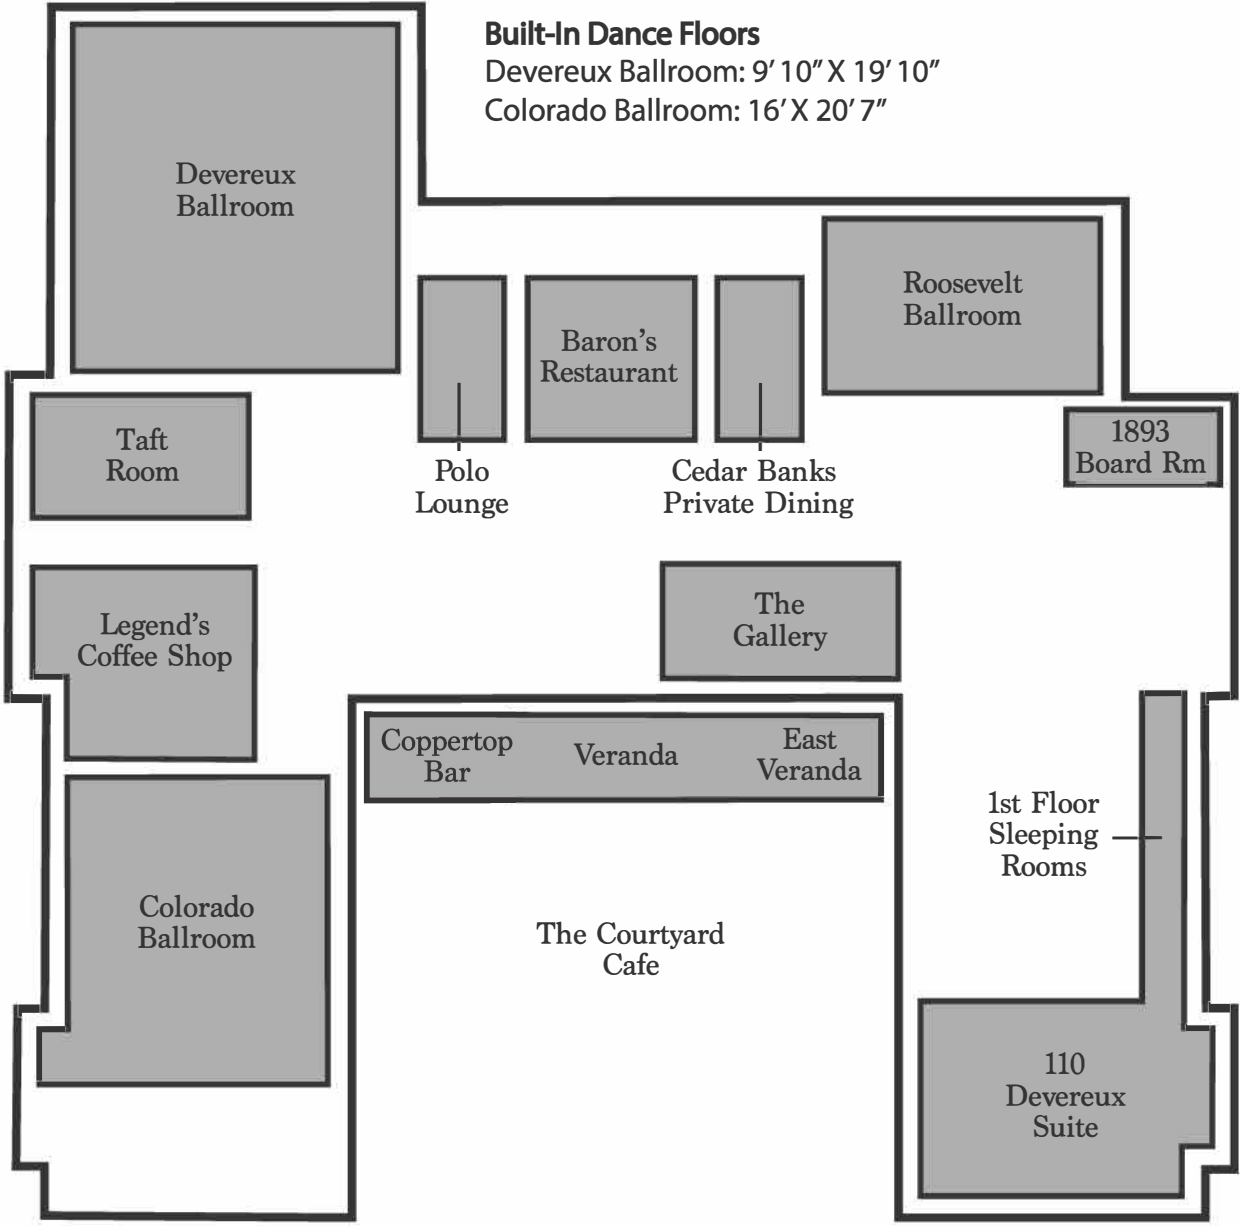 Built-In Dance Floors
Devereux Ballroom: 9’ 10” X 19’ 10”
Colorado Ballroom: 16’ X 20’ 7”
Devereux
Ballroom
Roosevelt
Ballroom
Baron’s
Restaurant
Taft
Room
1893
Board Rm
Polo
Lounge
Cedar Banks
Private Dining
The
Gallery
Legend’s
Coffee Shop
Coppertop
Bar
Veranda
East
Veranda
1st Floor
Sleeping
Rooms
Colorado
Ballroom
The Courtyard
Cafe
110
Devereux
Suite